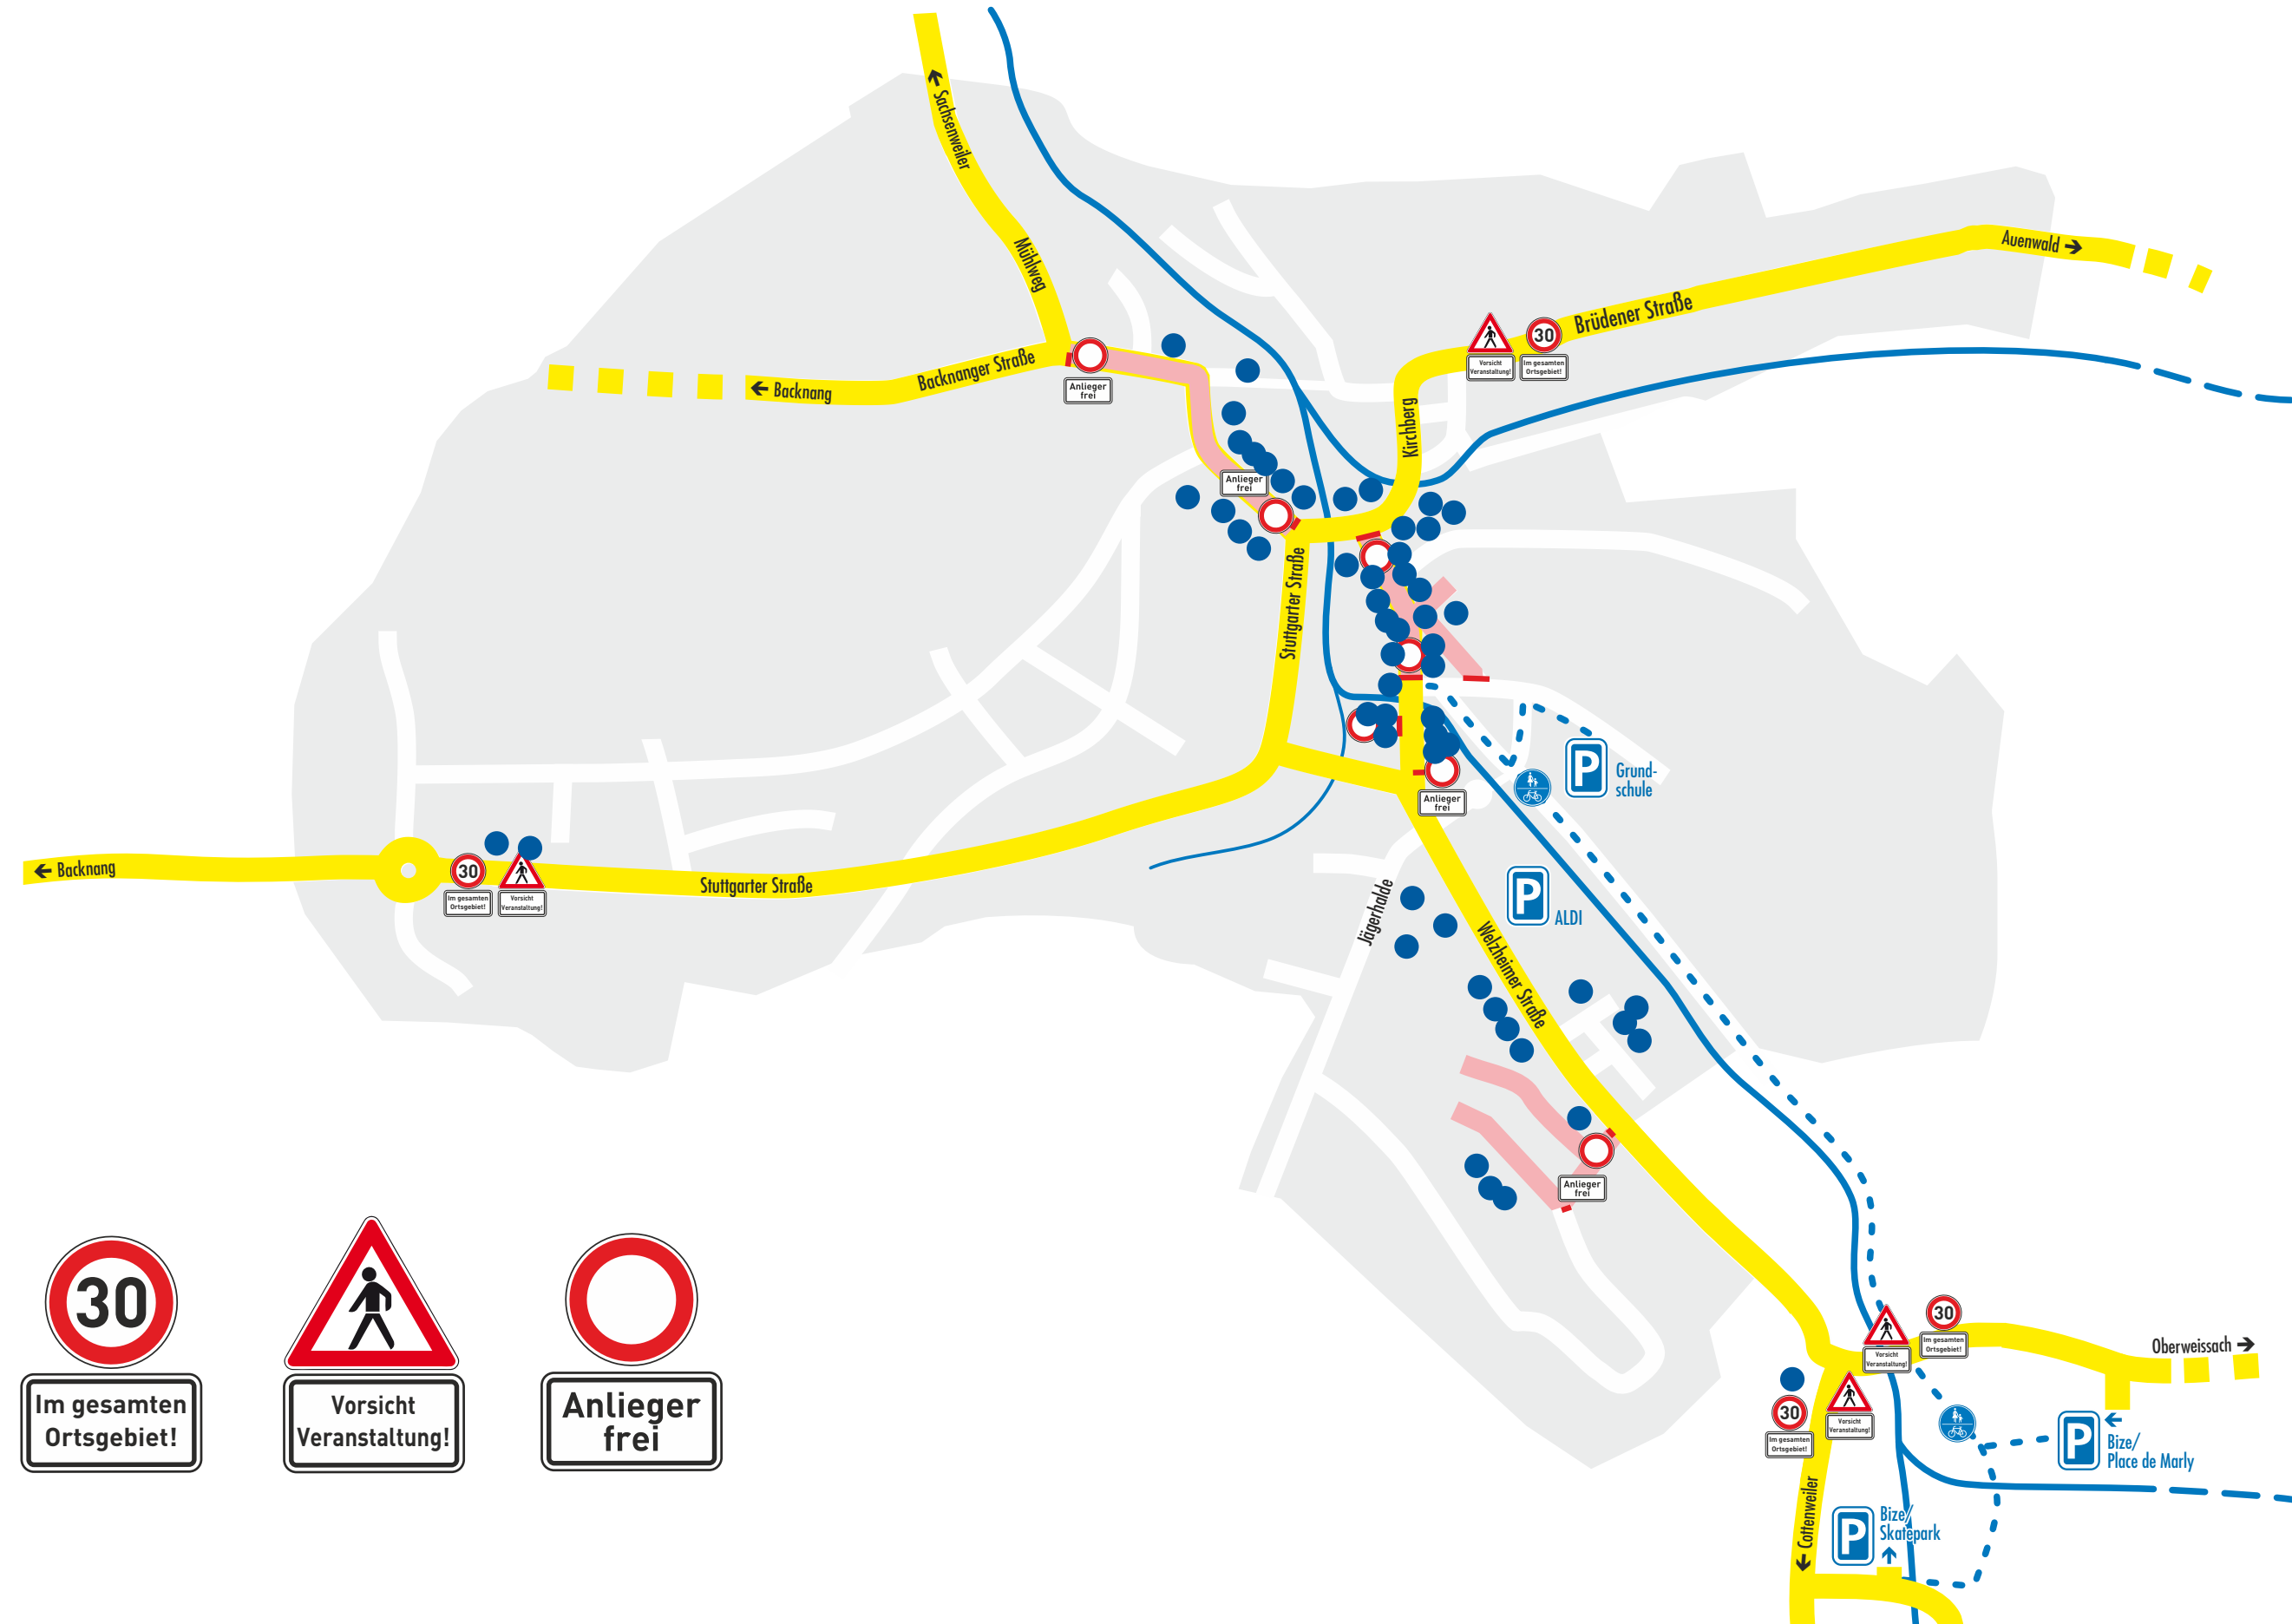 Sachsenweiler
Mühlweg
Auenwald
Brüdener Straße
30
Vorsicht
Veranstaltung!
Im gesamten
Ortsgebiet!
Backnanger Straße
Backnang
Anlieger
frei
Kirchberg
Anlieger
frei
Stuttgarter Straße
P
Grund-
schule
Anlieger
frei
Backnang
30
Im gesamten
Ortsgebiet!
Vorsicht
Veranstaltung!
Stuttgarter Straße
Jägerhalde
P
ALDI
Welzheimer Straße
Anlieger
frei
30
Im gesamten
Ortsgebiet!
Vorsicht
Veranstaltung!
Anlieger
frei
30
Im gesamten
Ortsgebiet!
Vorsicht
Veranstaltung!
Oberweissach
30
Im gesamten
Ortsgebiet!
Vorsicht
Veranstaltung!
P
Bize/
Place de Marly
Cottenweiler
P
Bize/
Skatepark